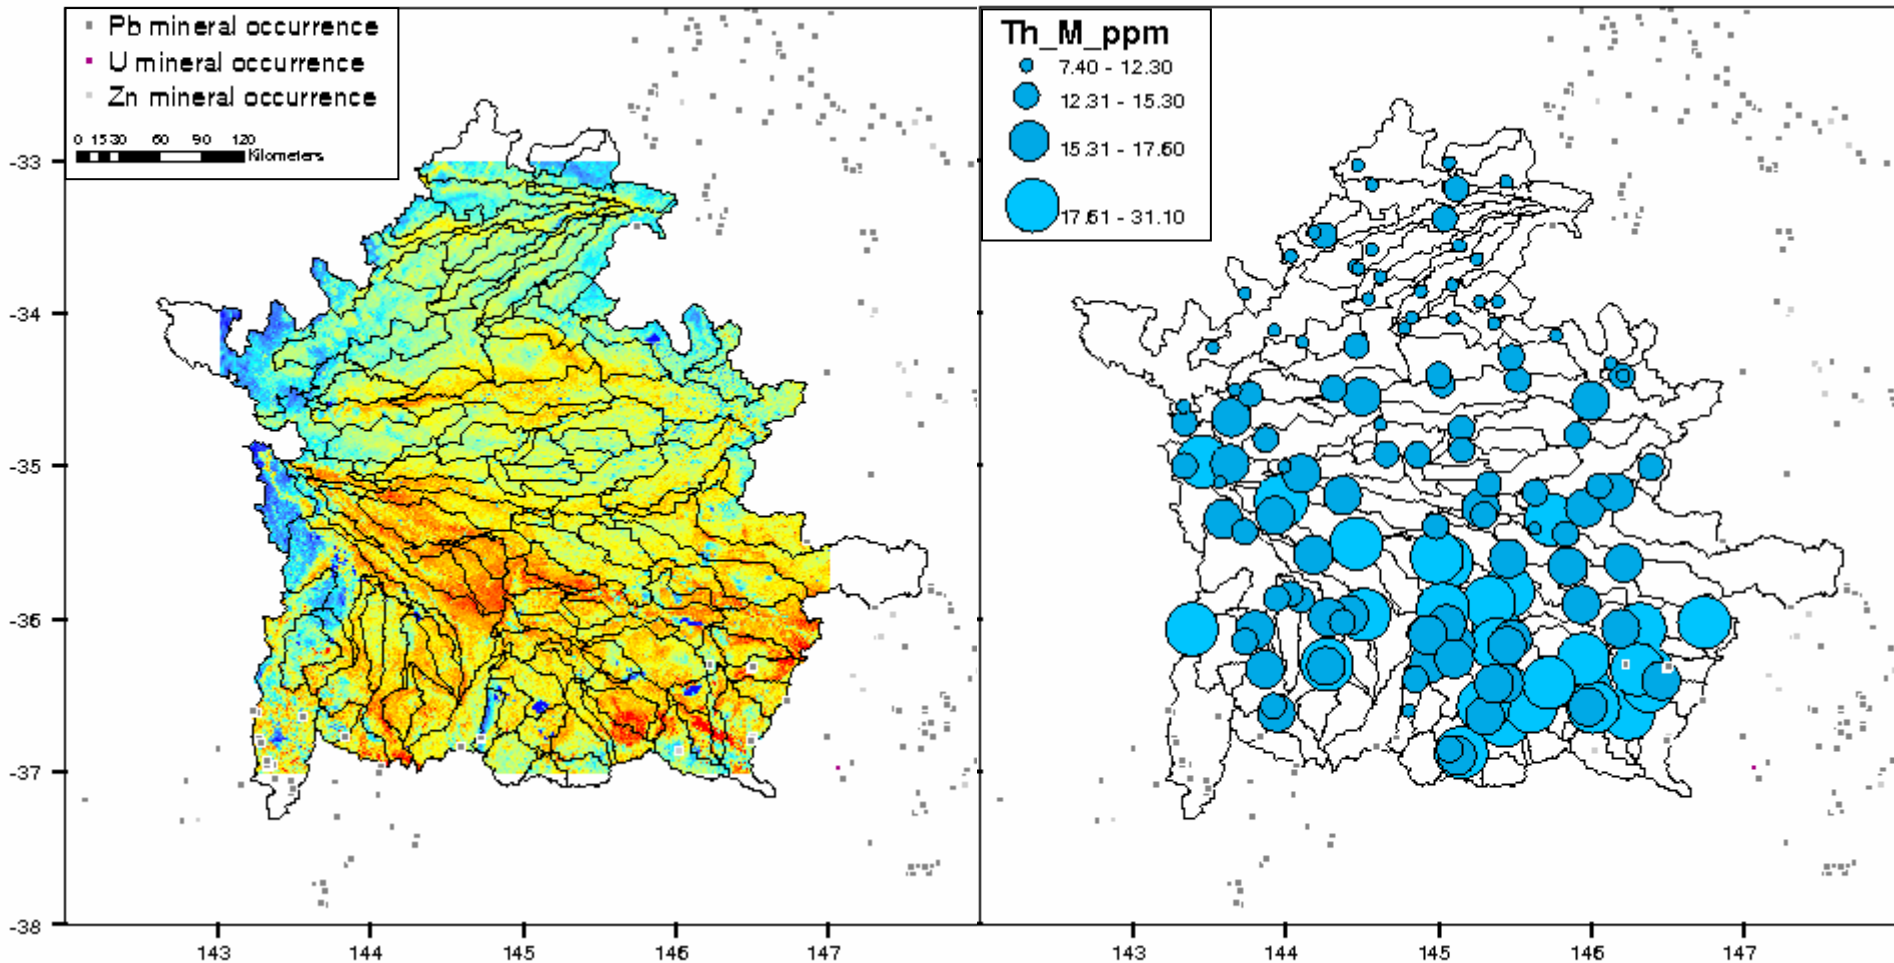 Pb mineral occurrence
U mineral occurrence
Zn mineral occurrence
0 15 30 60 90 120
Kilometers
Th_M_ppm
7.40 - 12.30
12.31 - 15.30
15.31 - 17.60
17.61 - 31.10
-33
-34
-35
-36
-37
-38
143 144 145 146 147
143 144 145 146 147